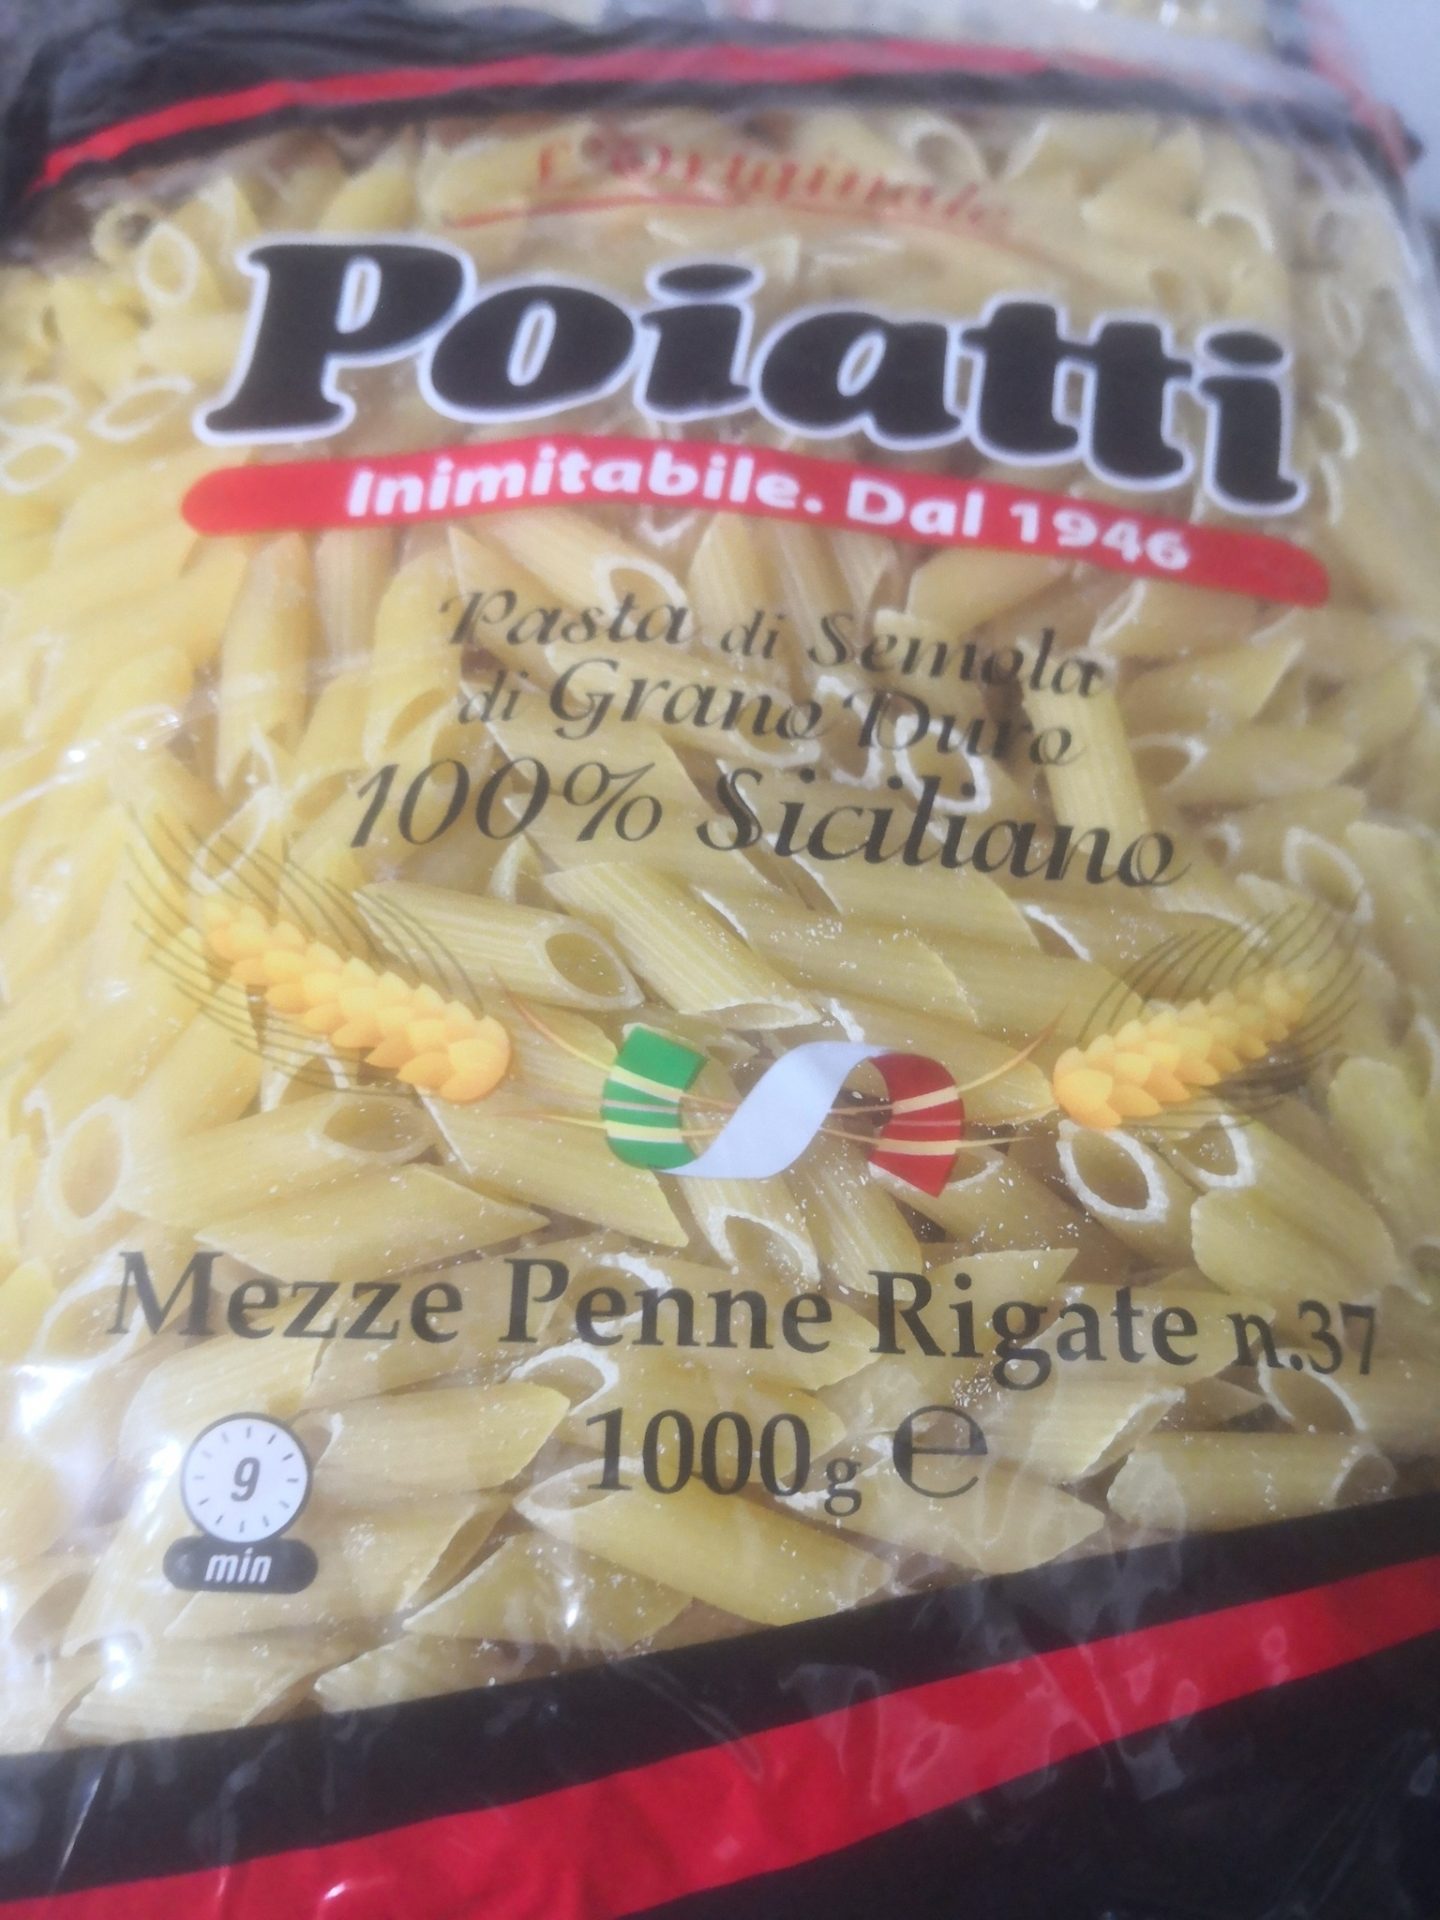 L'Originale
Poiatti
Inimitabile. Dal 1946
Pasta di Semola
di Grano Duro
100% Siciliano
Mezze Penne Rigate n.37
1000g ℮
9
min